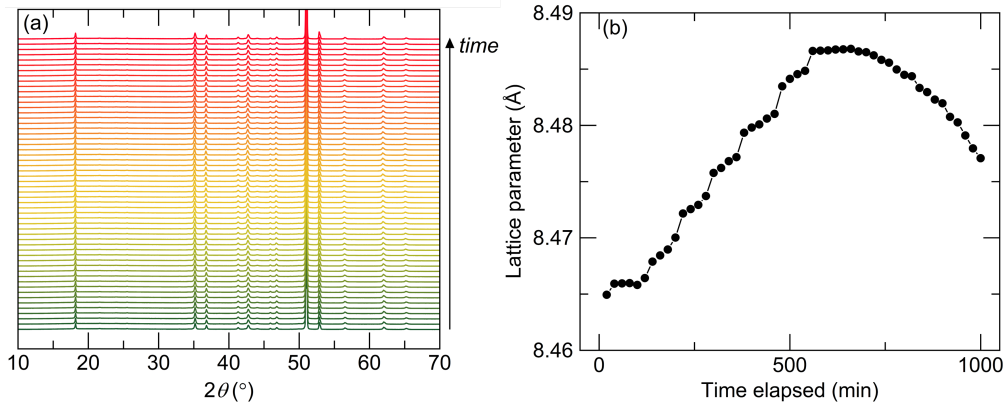 (a)
time
10 20 30 40 50 60 70
2θ (°)
(b)
8.49
8.48
8.47
8.46
Lattice parameter (Å)
0 500 1000
Time elapsed (min)